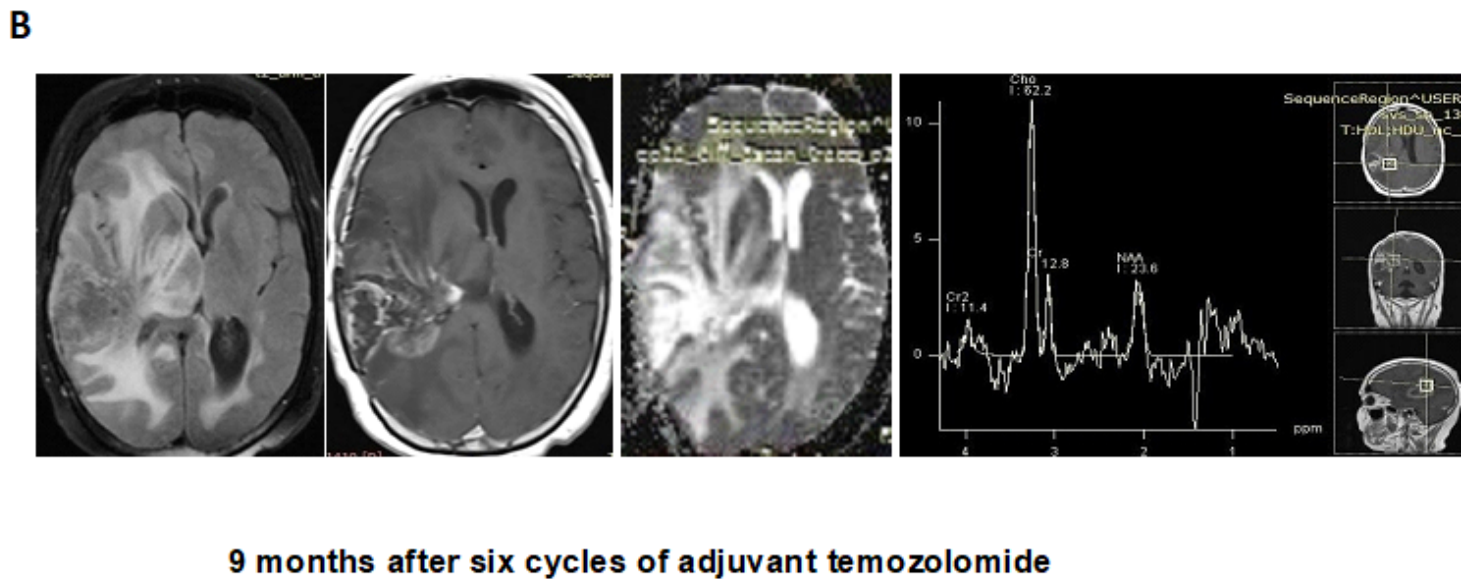 B
Cho
I: 62.2
10
SequenceRegion^USER
Cr
12.8
NAA
I: 23.6
5
Cr2
I: 11.4
0
ppm
4 3 2 1
9 months after six cycles of adjuvant temozolomide